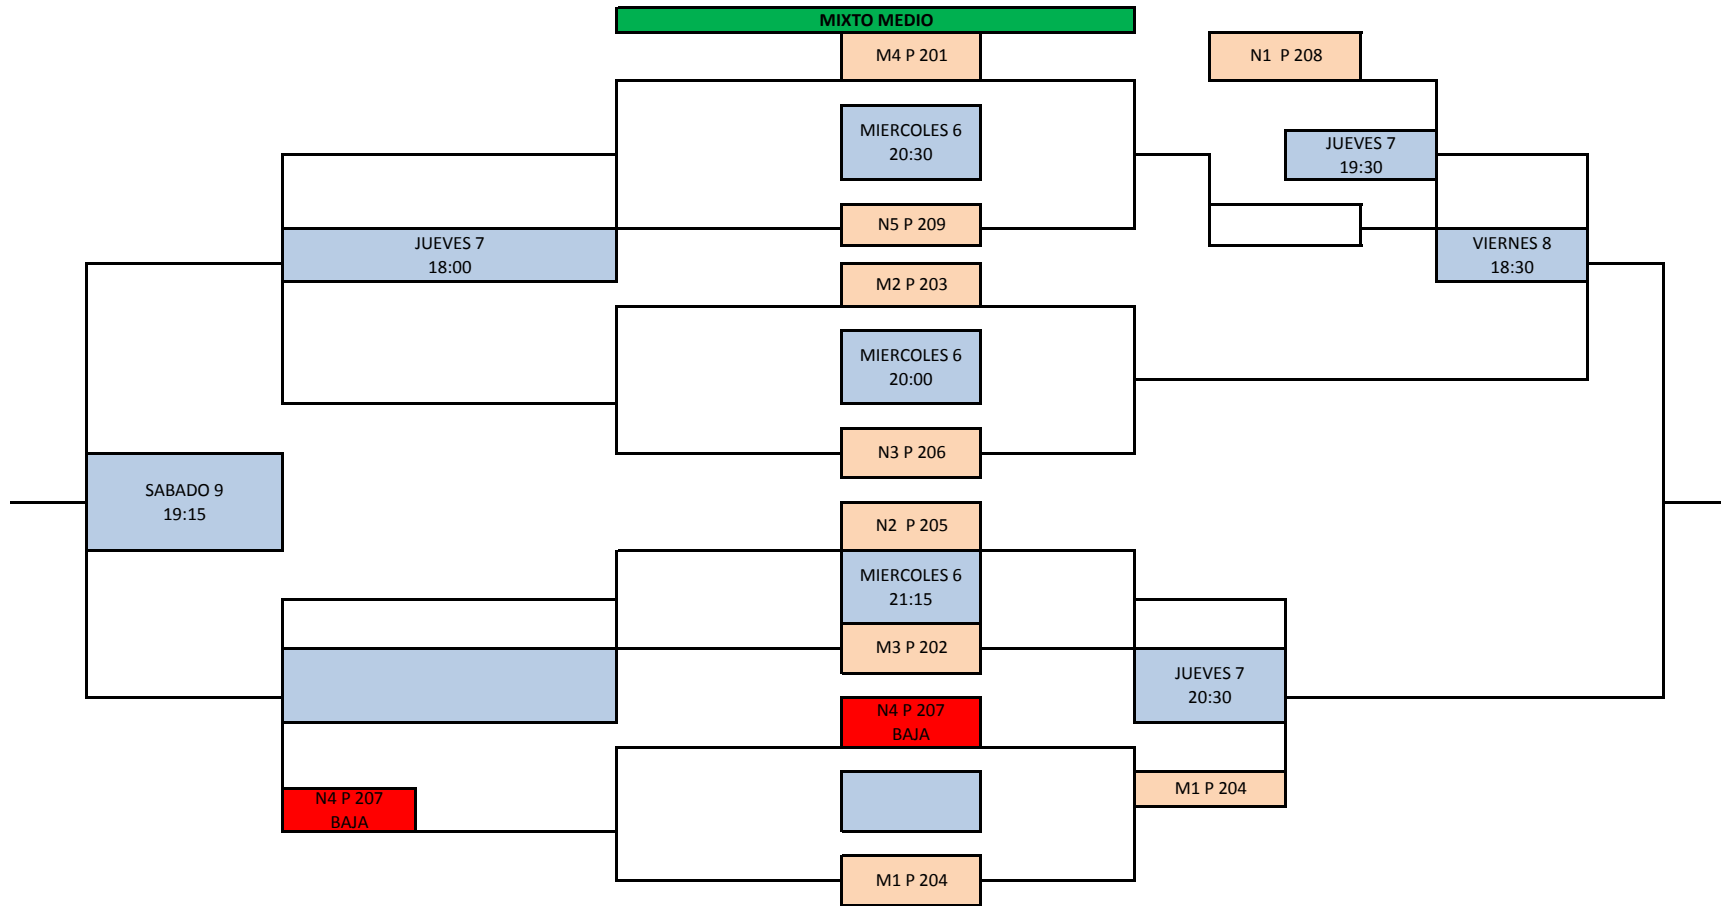 MIXTO MEDIO
M4 P 201
N1 P 208
MIERCOLES 6
20:30
JUEVES 7
19:30
N5 P 209
JUEVES 7
18:00
VIERNES 8
18:30
M2 P 203
MIERCOLES 6
20:00
N3 P 206
SABADO 9
19:15
N2 P 205
MIERCOLES 6
21:15
M3 P 202
JUEVES 7
20:30
N4 P 207
BAJA
M1 P 204
N4 P 207
BAJA
M1 P 204